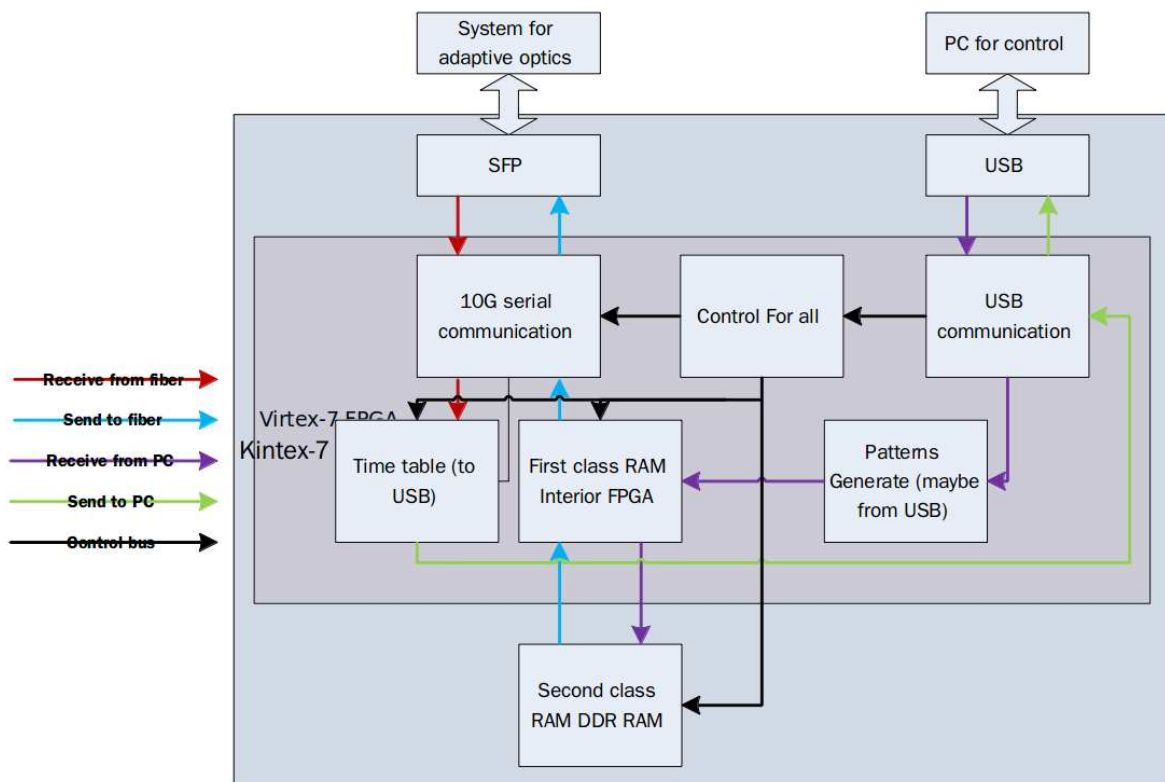 System for
adaptive optics
PC for control
SFP
USB
10G serial
communication
Control For all
USB
communication
Receive from fiber
Send to fiber
Receive from PC
Send to PC
Control bus
Virtex-7 FPGA
Kintex-7
Time table (to
USB)
First class RAM
Interior FPGA
Patterns
Generate (maybe
from USB)
Second class
RAM DDR RAM